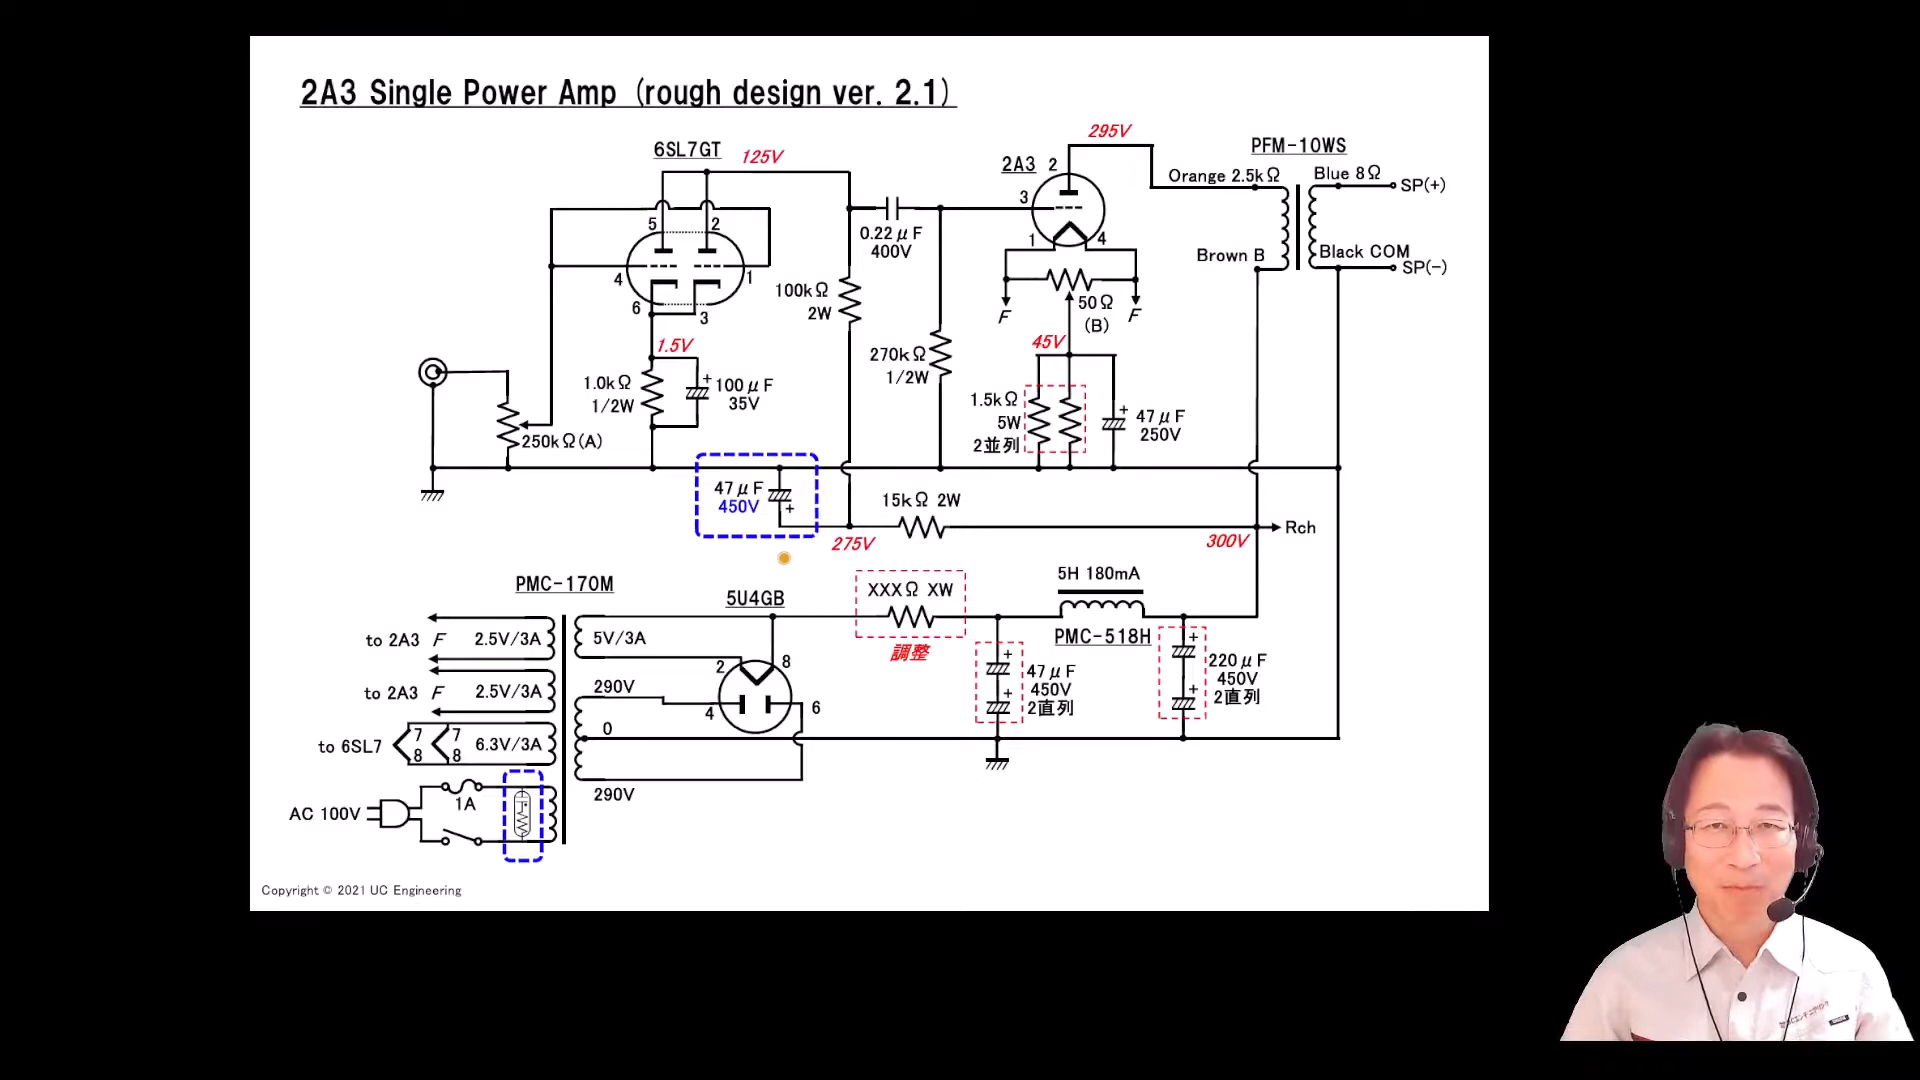 2A3 Single Power Amp (rough design ver. 2.1)
6SL7GT
125V
5
2
4
1
6
3
1.5V
1.0kΩ
1/2W
+
100μF
35V
250kΩ(A)
0.22μF
400V
100kΩ
2W
270kΩ
1/2W
2A3
2
295V
3
1
4
F
F
50Ω
(B)
45V
1.5kΩ
5W
2並列
+
47μF
250V
PFM-10WS
Orange 2.5kΩ
Blue 8Ω
SP(+)
Brown B
Black COM
SP(-)
47μF
450V
+
15kΩ 2W
275V
300V
Rch
PMC-170M
to 2A3 F
2.5V/3A
to 2A3 F
2.5V/3A
to 6SL7
7
8
7
8
6.3V/3A
AC 100V
1A
5V/3A
290V
0
290V
5U4GB
2
8
4
6
XXXΩ XW
調整
+
+
47μF
450V
2直列
5H 180mA
PMC-518H
+
+
220μF
450V
2直列
Copyright © 2021 UC Engineering